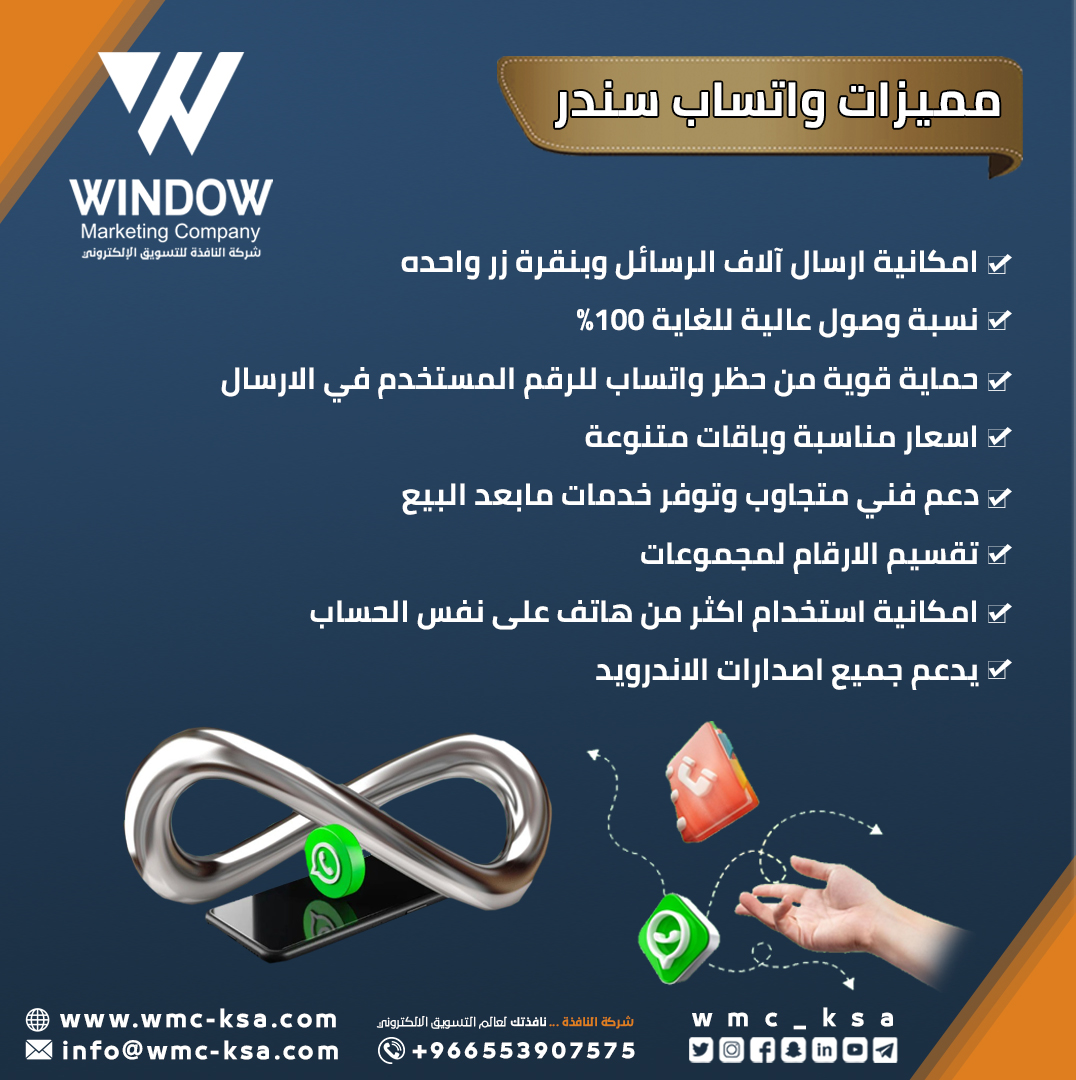 WINDOW
Marketing Company
شركة النافذة للتسويق الإلكتروني
مميزات واتساب سندر
امكانية ارسال آلاف الرسائل وبنقرة زر واحده
نسبة وصول عالية للغاية 100%
حماية قوية من حظر واتساب للرقم المستخدم في الارسال
اسعار مناسبة وباقات متنوعة
دعم فني متجاوب وتوفر خدمات مابعد البيع
تقسيم الارقام لمجموعات
امكانية استخدام اكثر من هاتف على نفس الحساب
يدعم جميع اصدارات الاندرويد
www.wmc-ksa.com
info@wmc-ksa.com
شركة النافذة ... نافذتك لعالم التسويق الالكتروني
+966553907575
wmc_ksa